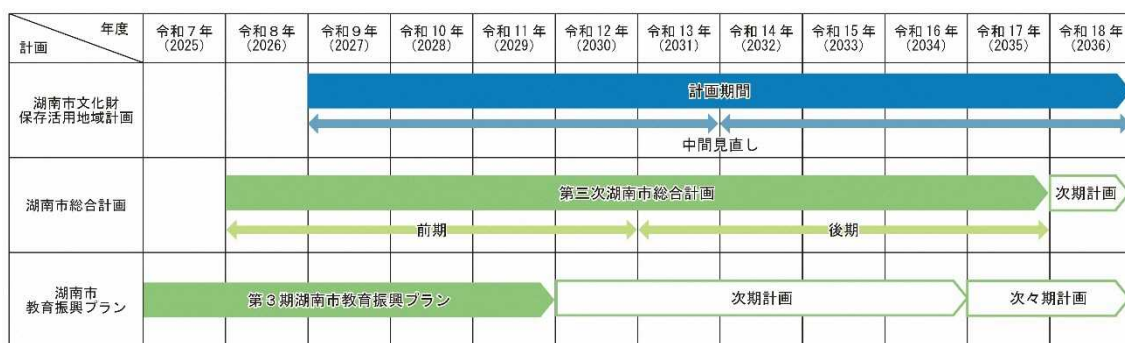 年度
計画
令和7年
(2025)
令和8年
(2026)
令和9年
(2027)
令和10年
(2028)
令和11年
(2029)
令和12年
(2030)
令和13年
(2031)
令和14年
(2032)
令和15年
(2033)
令和16年
(2034)
令和17年
(2035)
令和18年
(2036)
湖南市文化財
保存活用地域計画
計画期間
中間見直し
湖南市総合計画
第三次湖南市総合計画
次期計画
前期
後期
湖南市
教育振興プラン
第3期湖南市教育振興プラン
次期計画
次々期計画